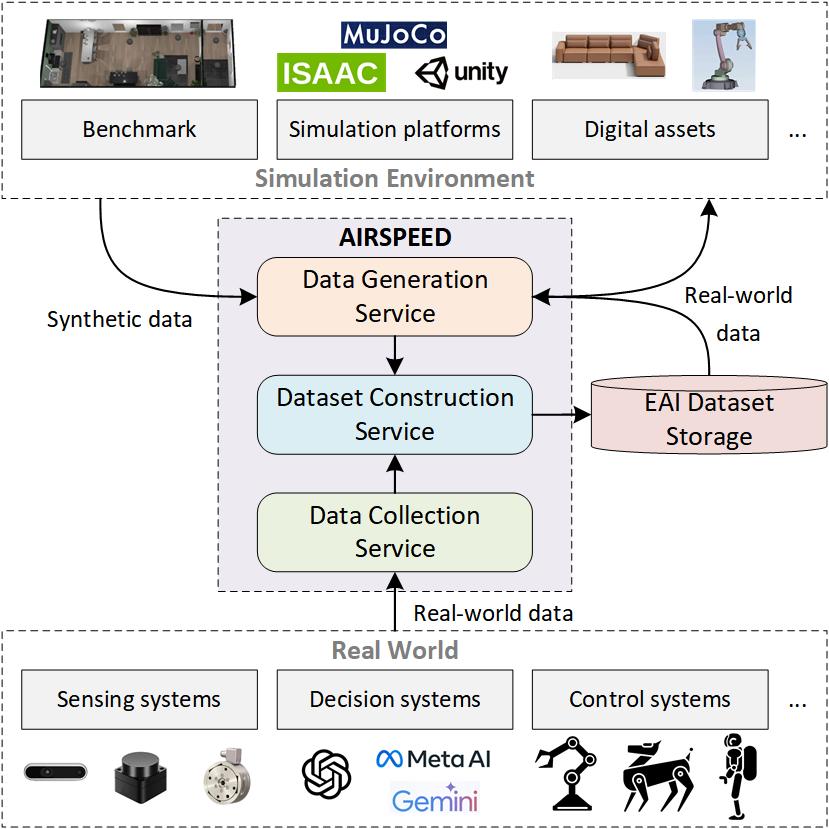 MuJoCo
ISAAC
unity
Benchmark
Simulation platforms
Digital assets
...
Simulation Environment
AIRSPEED
Data Generation
Service
Synthetic data
Real-world
data
Dataset Construction
Service
EAI Dataset
Storage
Data Collection
Service
Real-world data
Real World
Sensing systems
Decision systems
Control systems
...
Meta AI
Gemini